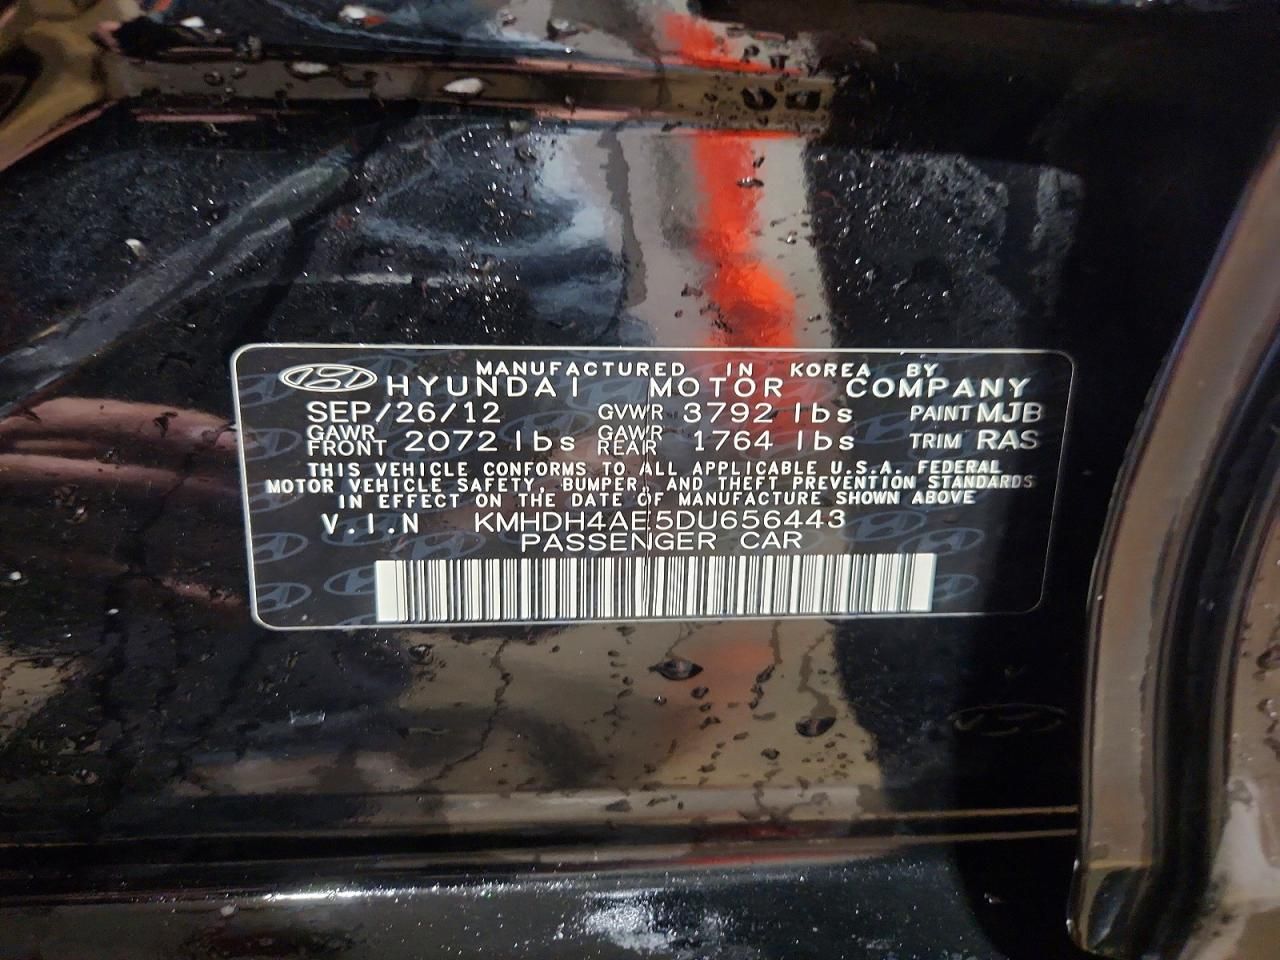 MANUFACTURED IN KOREA BY
HYUNDAI MOTOR COMPANY
SEP/26/12 GVWR 3792 lbs PAINT MJB
GAWR FRONT 2072 lbs GAWR REAR 1764 lbs TRIM RAS
THIS VEHICLE CONFORMS TO ALL APPLICABLE U.S.A. FEDERAL
MOTOR VEHICLE SAFETY, BUMPER, AND THEFT PREVENTION STANDARDS
IN EFFECT ON THE DATE OF MANUFACTURE SHOWN ABOVE
V.I.N KMHDH4AE5DU656443
PASSENGER CAR